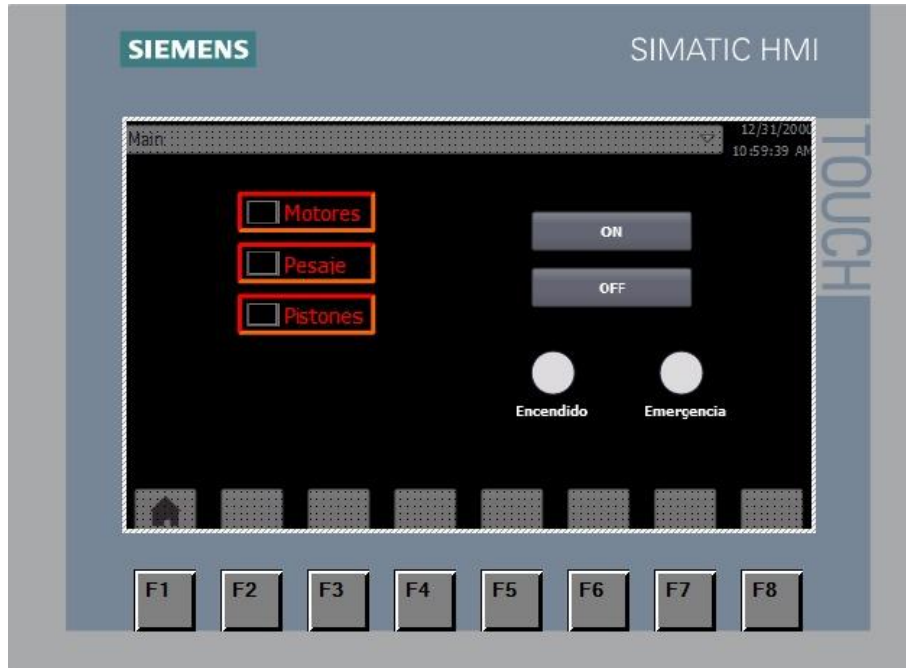 SIEMENS
SIMATIC HMI
TOUCH
Main
12/31/2000
10:59:39 AM
Motores
Pesaje
Pistones
ON
OFF
Encendido
Emergencia
F1
F2
F3
F4
F5
F6
F7
F8